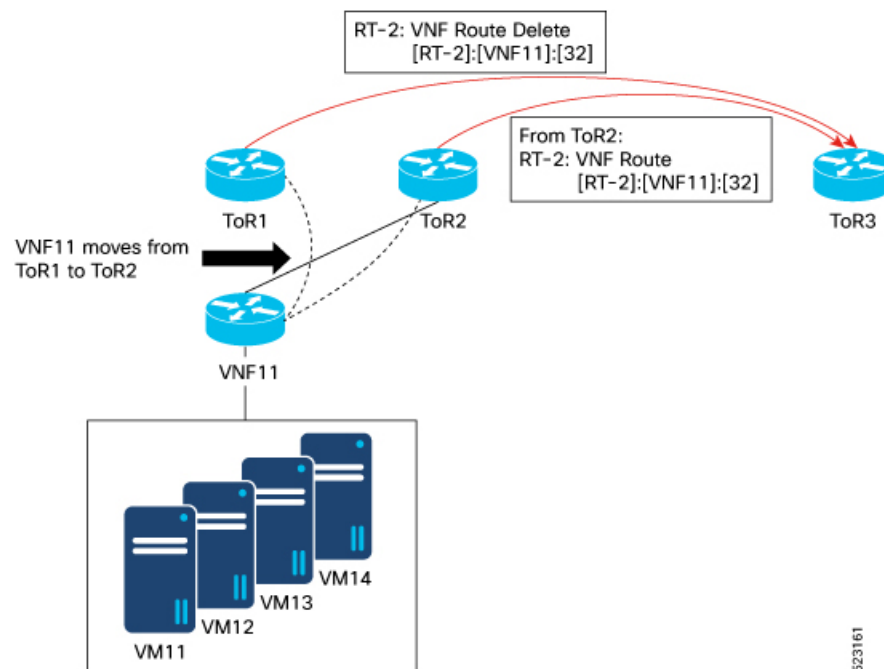 RT-2: VNF Route Delete
[RT-2]:[VNF11]:[32]
From ToR2:
RT-2: VNF Route
[RT-2]:[VNF11]:[32]
ToR1
ToR2
ToR3
VNF11 moves from
ToR1 to ToR2
VNF11
VM14
VM13
VM12
VM11
523161